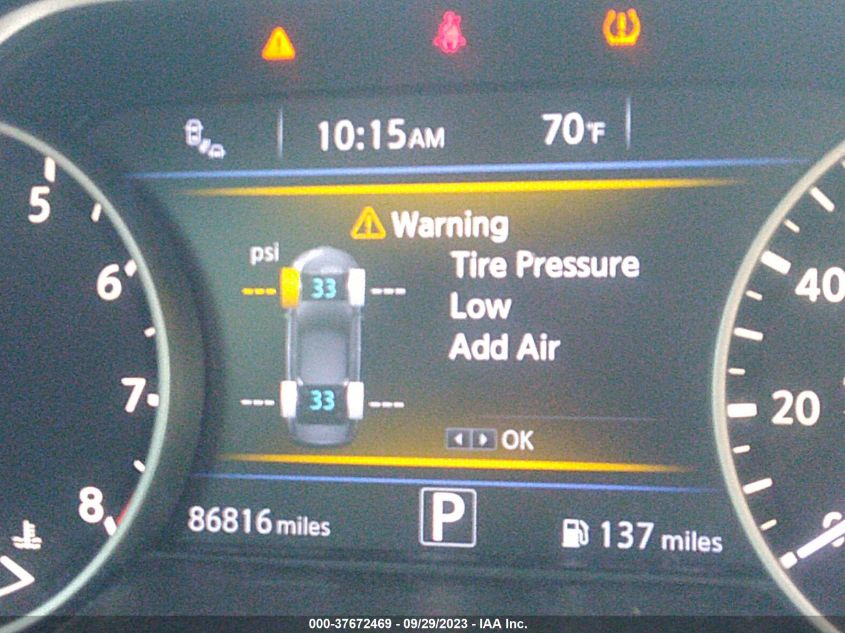 10:15AM 70°F
5
Warning
psi
Tire Pressure
6
--- 33 ---
40
Low
Add Air
7
--- 33 ---
20
OK
8
86816 miles
P
137 miles
0
000-37672469 - 09/29/2023 - IAA Inc.